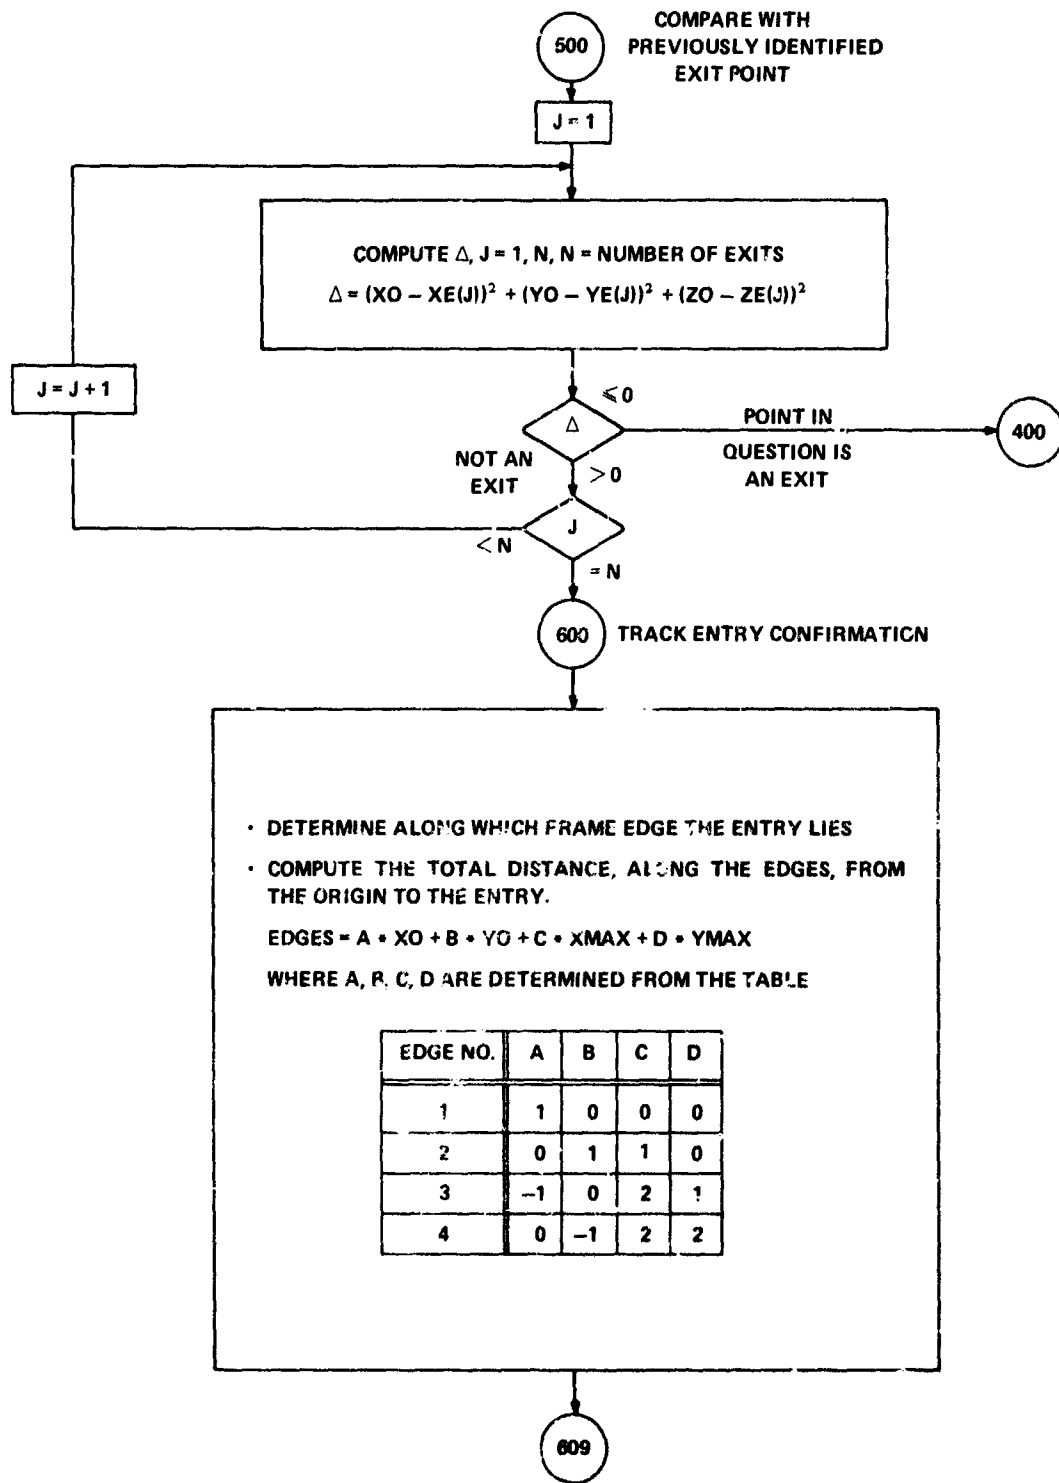 COMPARE WITH
500 PREVIOUSLY IDENTIFIED
EXIT POINT
J = 1
COMPUTE Δ, J = 1, N, N = NUMBER OF EXITS
Δ = (XO − XE(J))² + (YO − YE(J))² + (ZO − ZE(J))²
J = J + 1
≤ 0
Δ
POINT IN
QUESTION IS
AN EXIT
400
NOT AN
EXIT
> 0
J
< N
= N
600 TRACK ENTRY CONFIRMATION
· DETERMINE ALONG WHICH FRAME EDGE THE ENTRY LIES
· COMPUTE THE TOTAL DISTANCE, ALONG THE EDGES, FROM
THE ORIGIN TO THE ENTRY.
EDGES = A * XO + B * YO + C * XMAX + D * YMAX
WHERE A, B, C, D ARE DETERMINED FROM THE TABLE
EDGE NO. A B C D
1 1 0 0 0
2 0 1 1 0
3 −1 0 2 1
4 0 −1 2 2
609